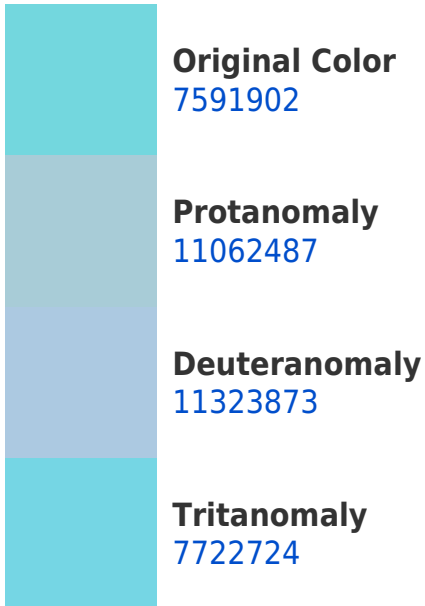 Original Color
7591902
Protanomaly
11062487
Deuteranomaly
11323873
Tritanomaly
7722724